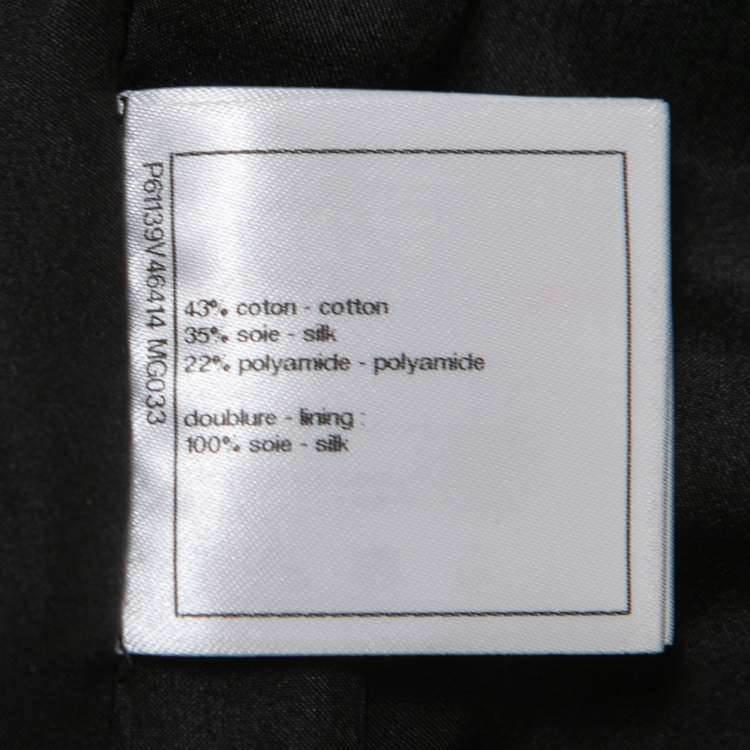 P61139V46414 MG033
43% coton - cotton
35% soie - silk
22% polyamide - polyamide
doublure - lining :
100% soie - silk